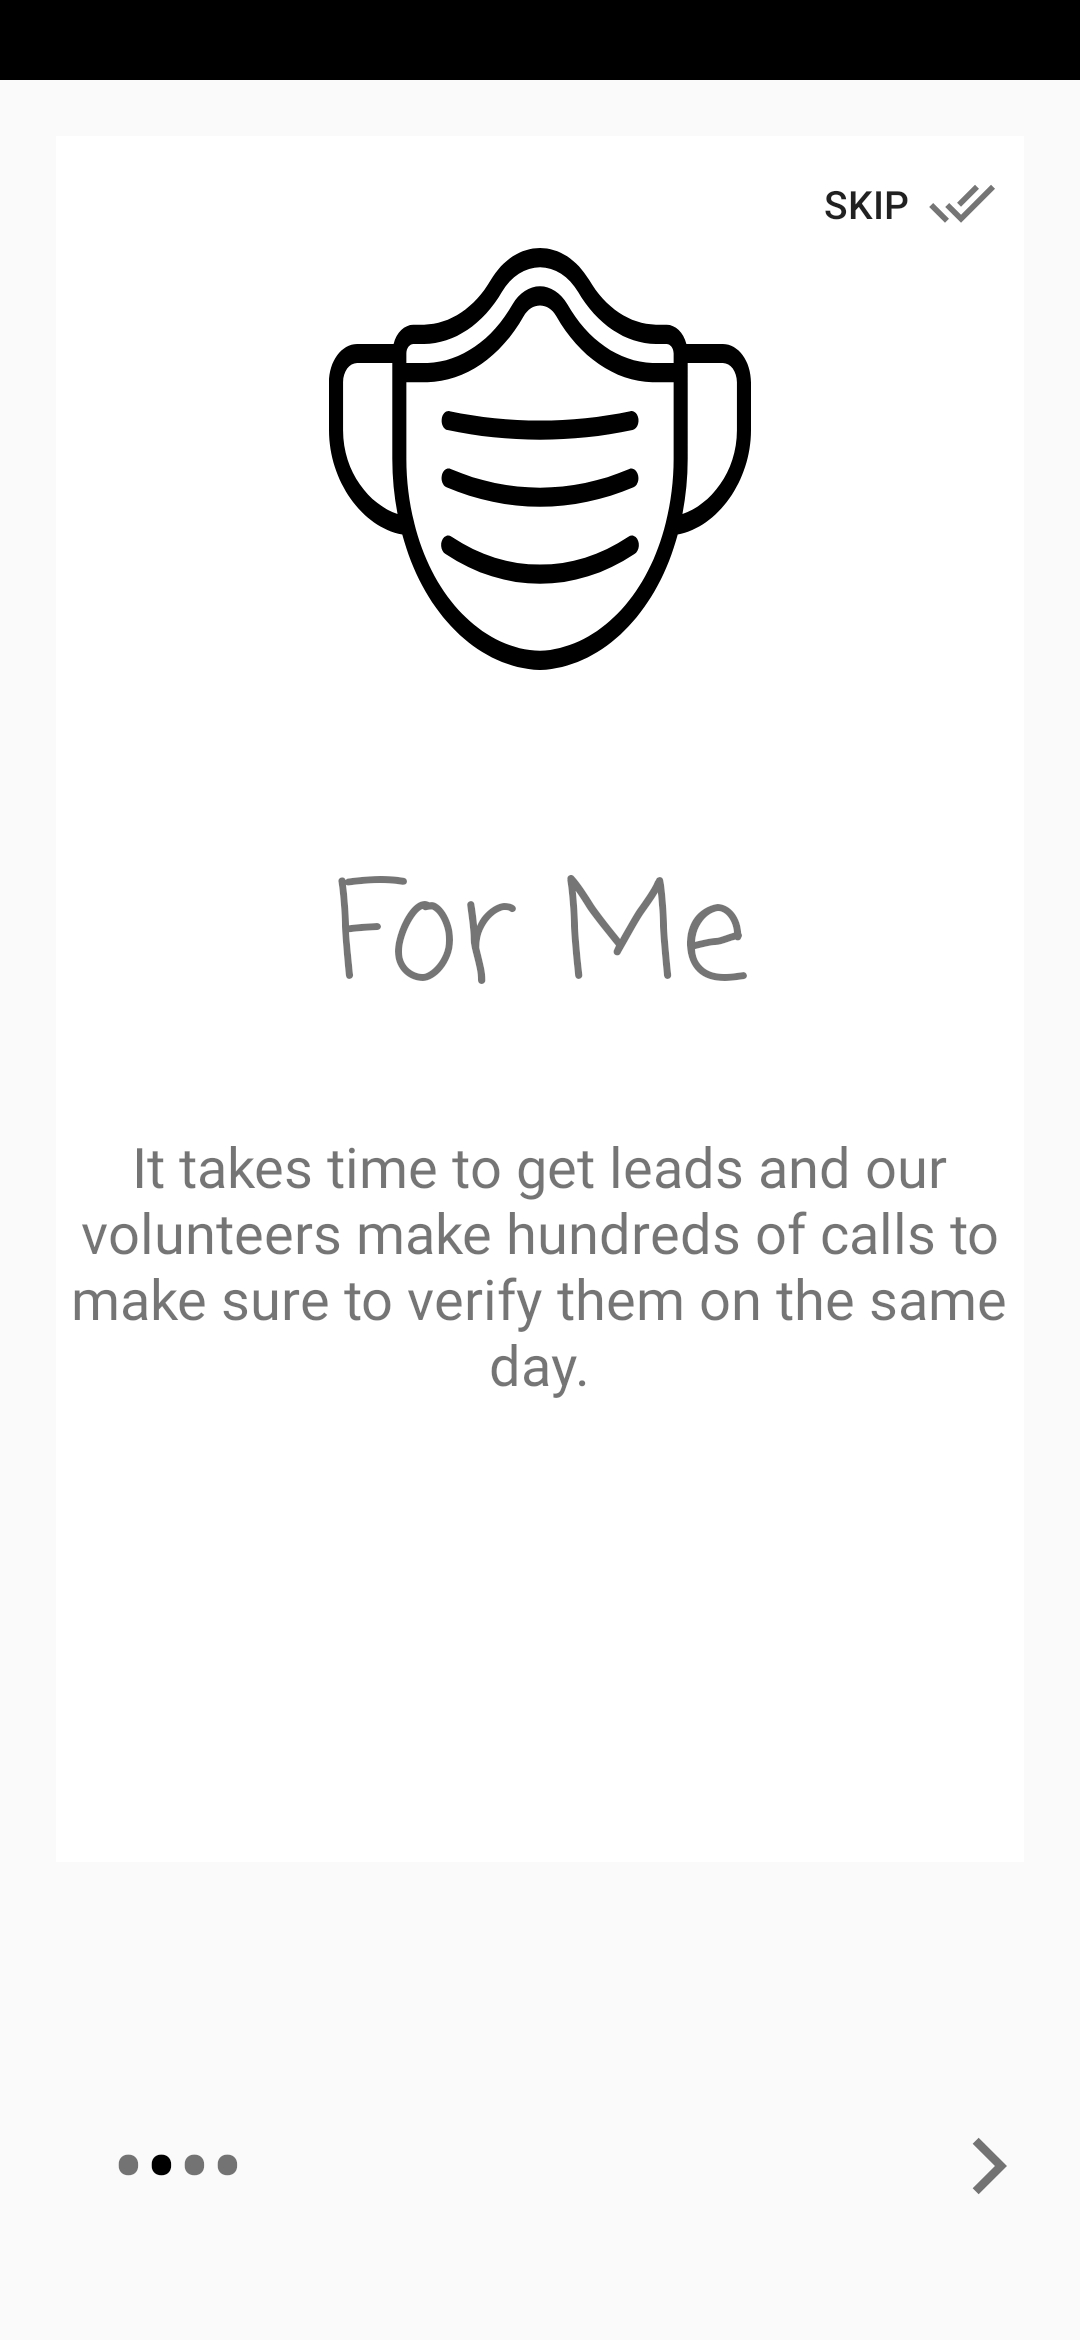 SKIP
For Me
It takes time to get leads and our
volunteers make hundreds of calls to
make sure to verify them on the same
day.